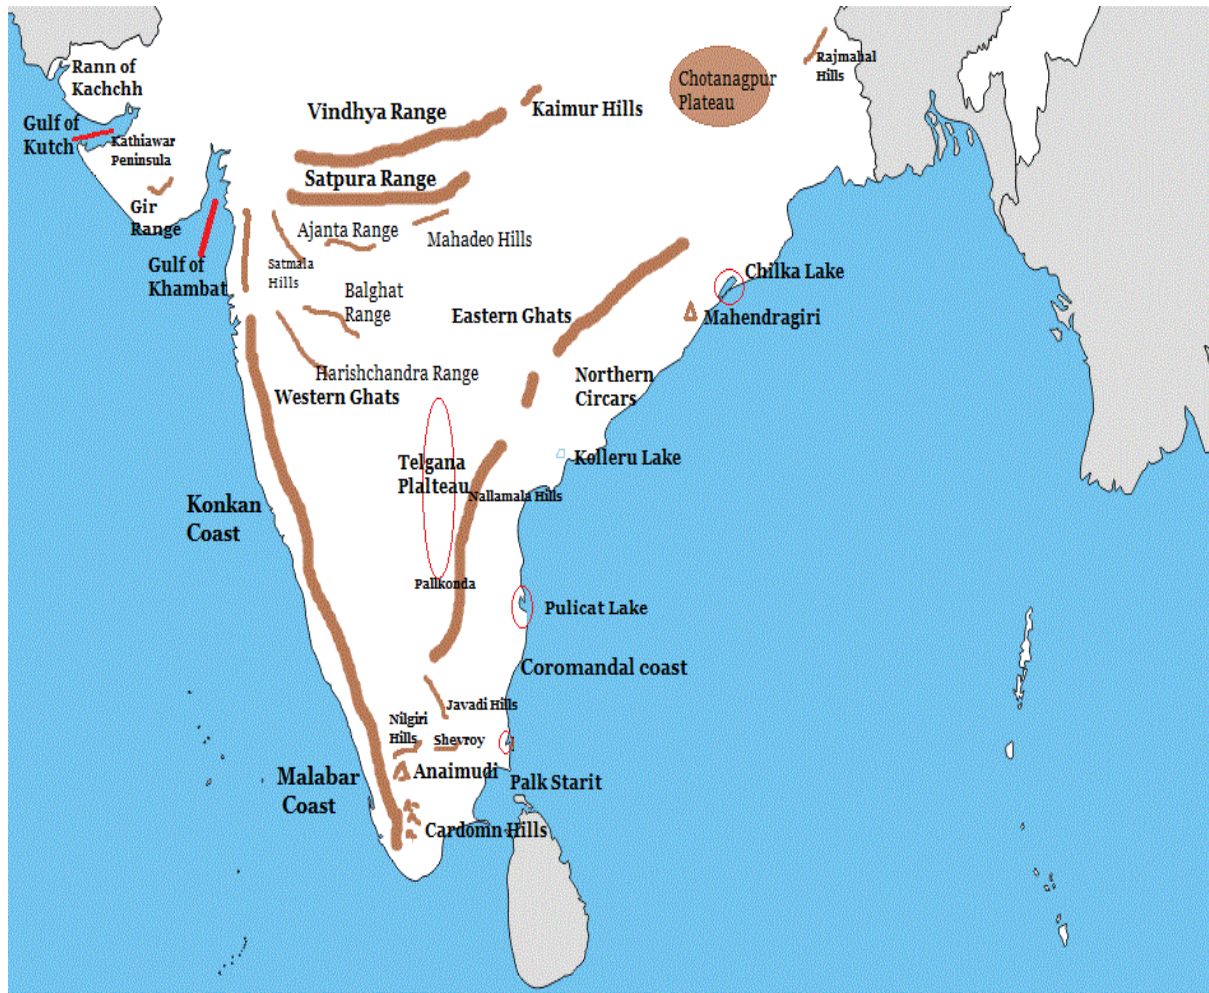 Rajmahal
Hills
Rann of
Kachchh
Chotanagpur
Plateau
Vindhya Range
Kaimur Hills
Gulf of
Kutch
Kathiawar
Peninsula
Satpura Range
Gir
Range
Ajanta Range
Mahadeo Hills
Gulf of
Khambat
Satmala
Hills
Chilka Lake
Balghat
Range
Eastern Ghats
Mahendragiri
Harishchandra Range
Northern
Circars
Western Ghats
Telgana
Plalteau
Kolleru Lake
Nallamala Hills
Konkan
Coast
Pallkonda
Pulicat Lake
Coromandal coast
Javadi Hills
Nilgiri
Hills
Shevroy
Anaimudi
Malabar
Coast
Palk Starit
Cardomn Hills